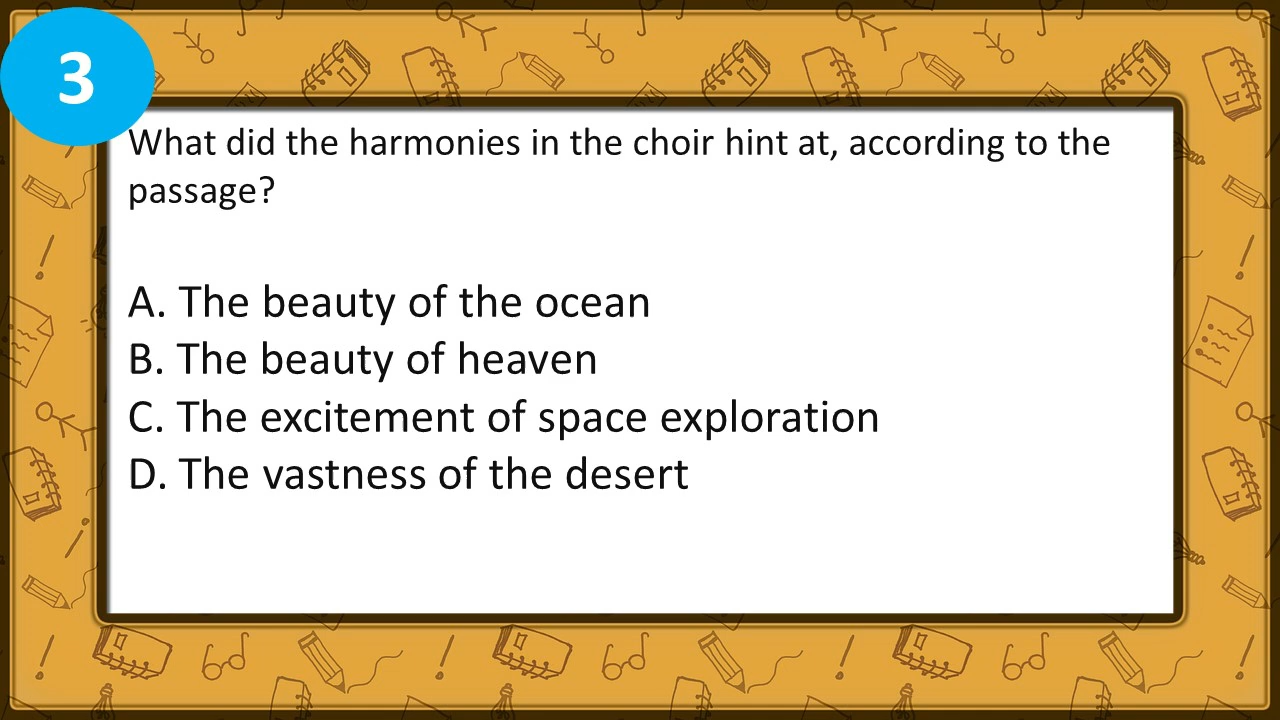 3
What did the harmonies in the choir hint at, according to the
passage?
A. The beauty of the ocean
B. The beauty of heaven
C. The excitement of space exploration
D. The vastness of the desert